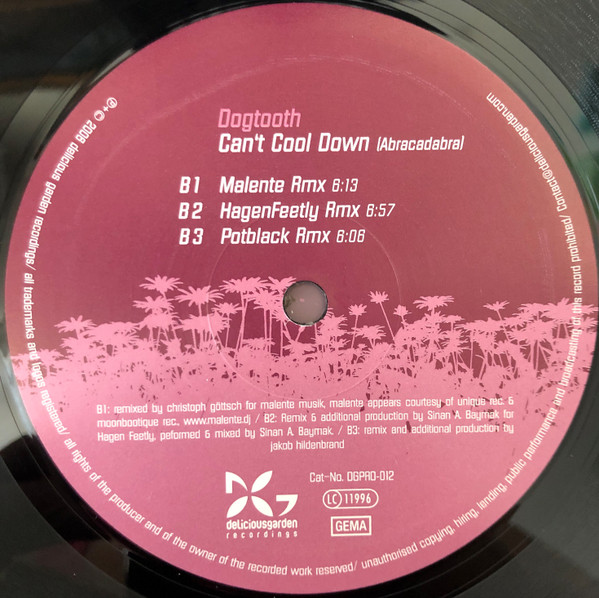 Dogtooth
Can't Cool Down (Abracadabra)
B1 Malente Rmx 6:13
B2 HagenFeetly Rmx 6:57
B3 Potblack Rmx 6:06
B1: remixed by christoph göttsch for malente musik, malente appears courtesy of unique rec. &
moonbootique rec., www.malente.dj / B2: Remix & additional production by Sinan A. Baymak for
Hagen Feetly, peformed & mixed by Sinan A. Baymak. / B3: remix and additional production by
jakob hildenbrand
Cat-No. DGPRO-012
LC 11996
GEMA
DG
deliciousgarden
recordings
℗+© 2006 delicious garden recordings/ all trademarks and logos registered/ all rights of the producer and of the owner of the recorded work reserved/ unauthorised copying, hiring, lending, public performance and broadcasting of this record prohibited/ Contact@deliciousgarden.com